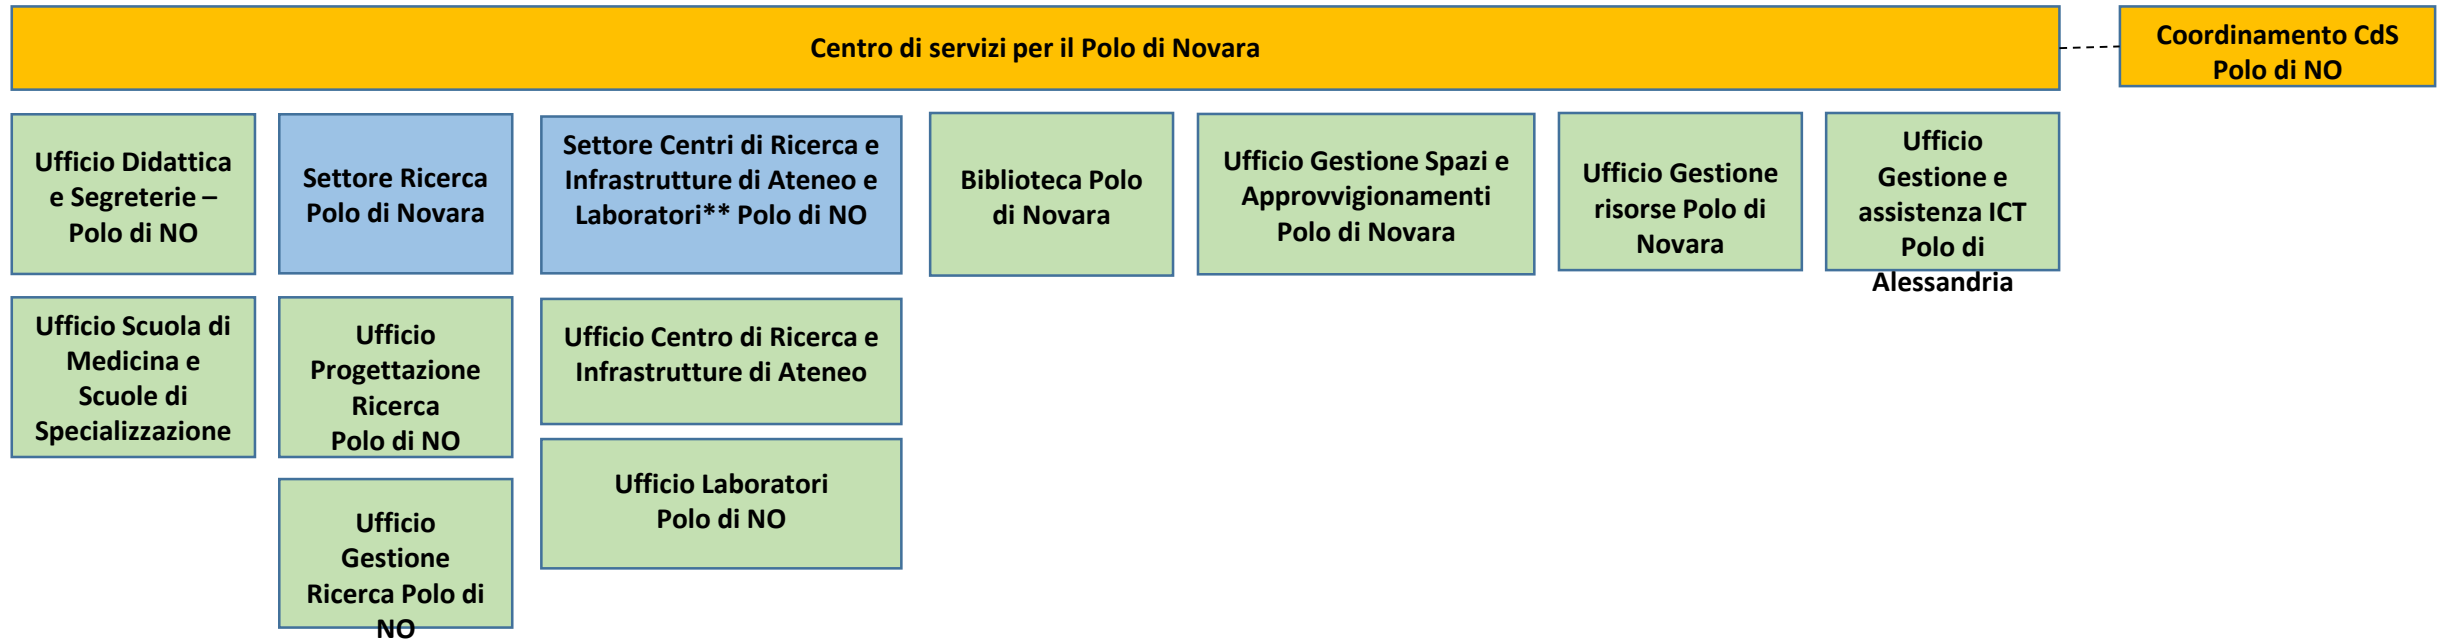 Centro di servizi per il Polo di Novara
Coordinamento CdS
Polo di NO
Ufficio Didattica
e Segreterie –
Polo di NO
Settore Ricerca
Polo di Novara
Settore Centri di Ricerca e
Infrastrutture di Ateneo e
Laboratori** Polo di NO
Biblioteca Polo
di Novara
Ufficio Gestione Spazi e
Approvvigionamenti
Polo di Novara
Ufficio Gestione
risorse Polo di
Novara
Ufficio
Gestione e
assistenza ICT
Polo di
Alessandria
Ufficio Scuola di
Medicina e
Scuole di
Specializzazione
Ufficio
Progettazione
Ricerca
Polo di NO
Ufficio Centro di Ricerca e
Infrastrutture di Ateneo
Ufficio Laboratori
Polo di NO
Ufficio
Gestione
Ricerca Polo di
NO